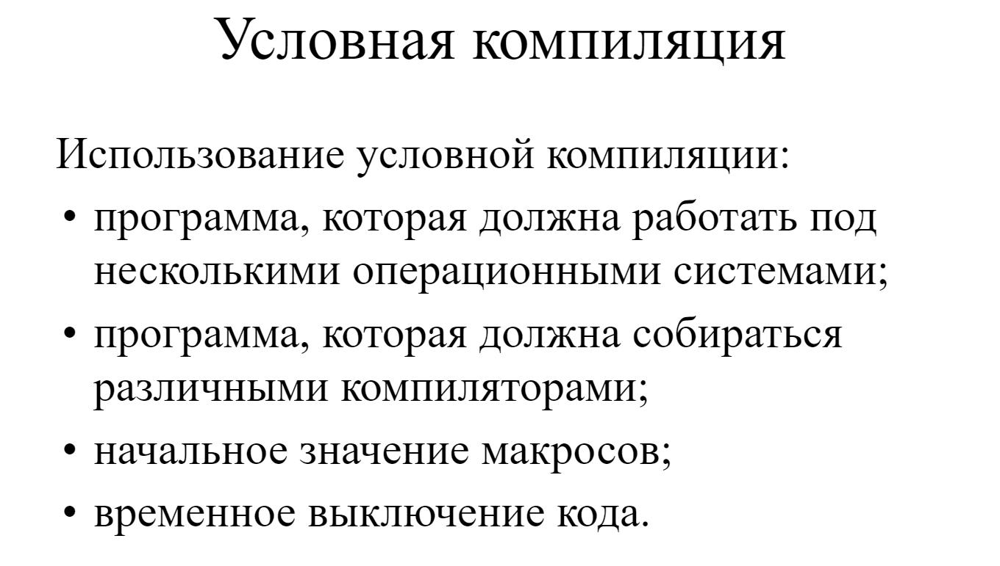 Условная компиляция
Использование условной компиляции:
• программа, которая должна работать под
несколькими операционными системами;
• программа, которая должна собираться
различными компиляторами;
• начальное значение макросов;
• временное выключение кода.